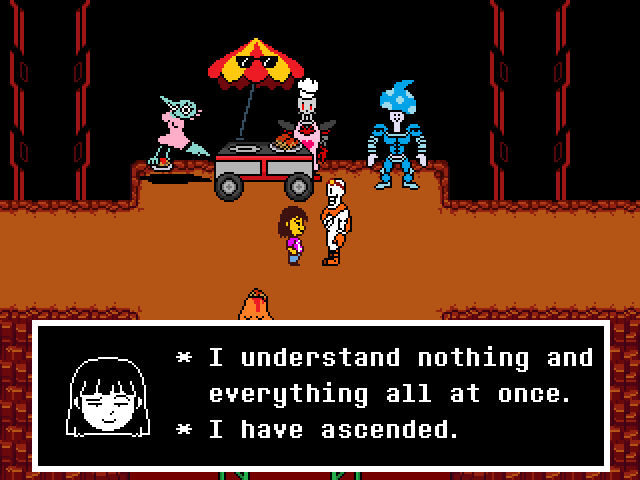 * I understand nothing and
everything all at once.
* I have ascended.